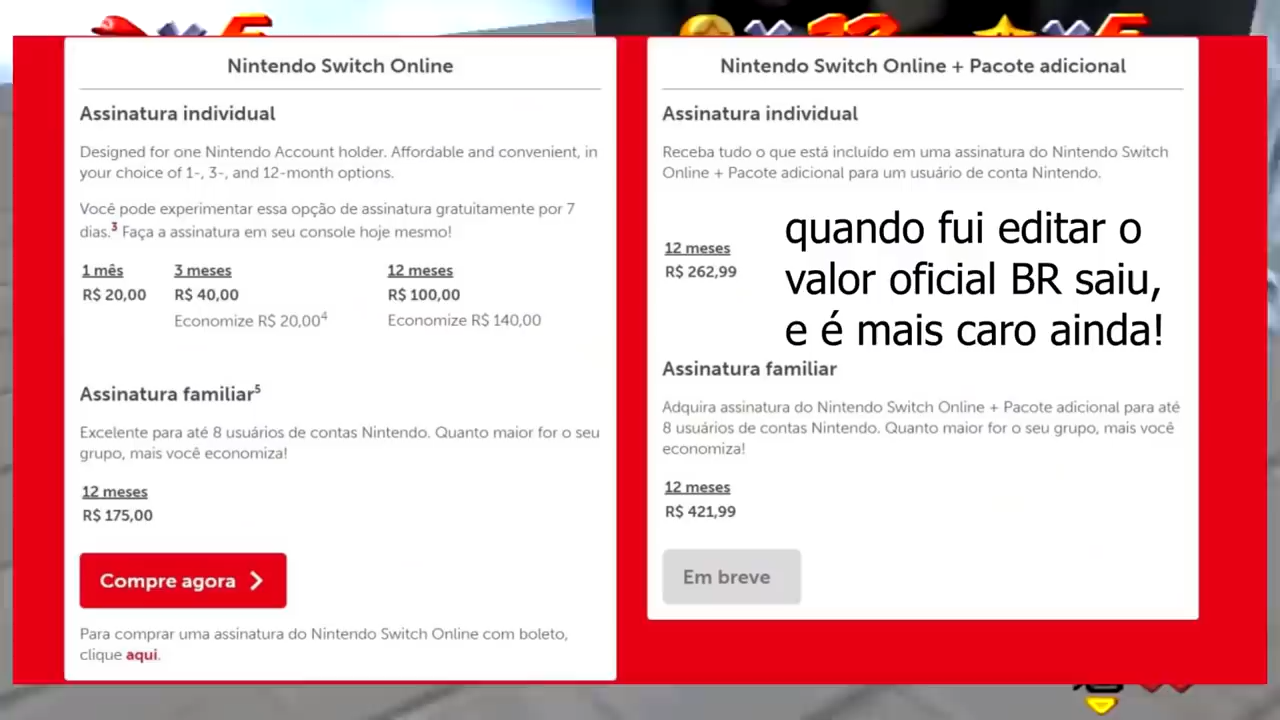 Nintendo Switch Online
Assinatura individual
Designed for one Nintendo Account holder. Affordable and convenient, in
your choice of 1-, 3-, and 12-month options.
Você pode experimentar essa opção de assinatura gratuitamente por 7
dias.³ Faça a assinatura em seu console hoje mesmo!
1 mês 3 meses 12 meses
R$ 20,00 R$ 40,00 R$ 100,00
Economize R$ 20,00⁴ Economize R$ 140,00
Assinatura familiar⁵
Excelente para até 8 usuários de contas Nintendo. Quanto maior for o seu
grupo, mais você economiza!
12 meses
R$ 175,00
Compre agora
Para comprar uma assinatura do Nintendo Switch Online com boleto,
clique aqui.
Nintendo Switch Online + Pacote adicional
Assinatura individual
Receba tudo o que está incluído em uma assinatura do Nintendo Switch
Online + Pacote adicional para um usuário de conta Nintendo.
12 meses
R$ 262,99
quando fui editar o
valor oficial BR saiu,
e é mais caro ainda!
Assinatura familiar
Adquira assinatura do Nintendo Switch Online + Pacote adicional para até
8 usuários de contas Nintendo. Quanto maior for o seu grupo, mais você
economiza!
12 meses
R$ 421,99
Em breve